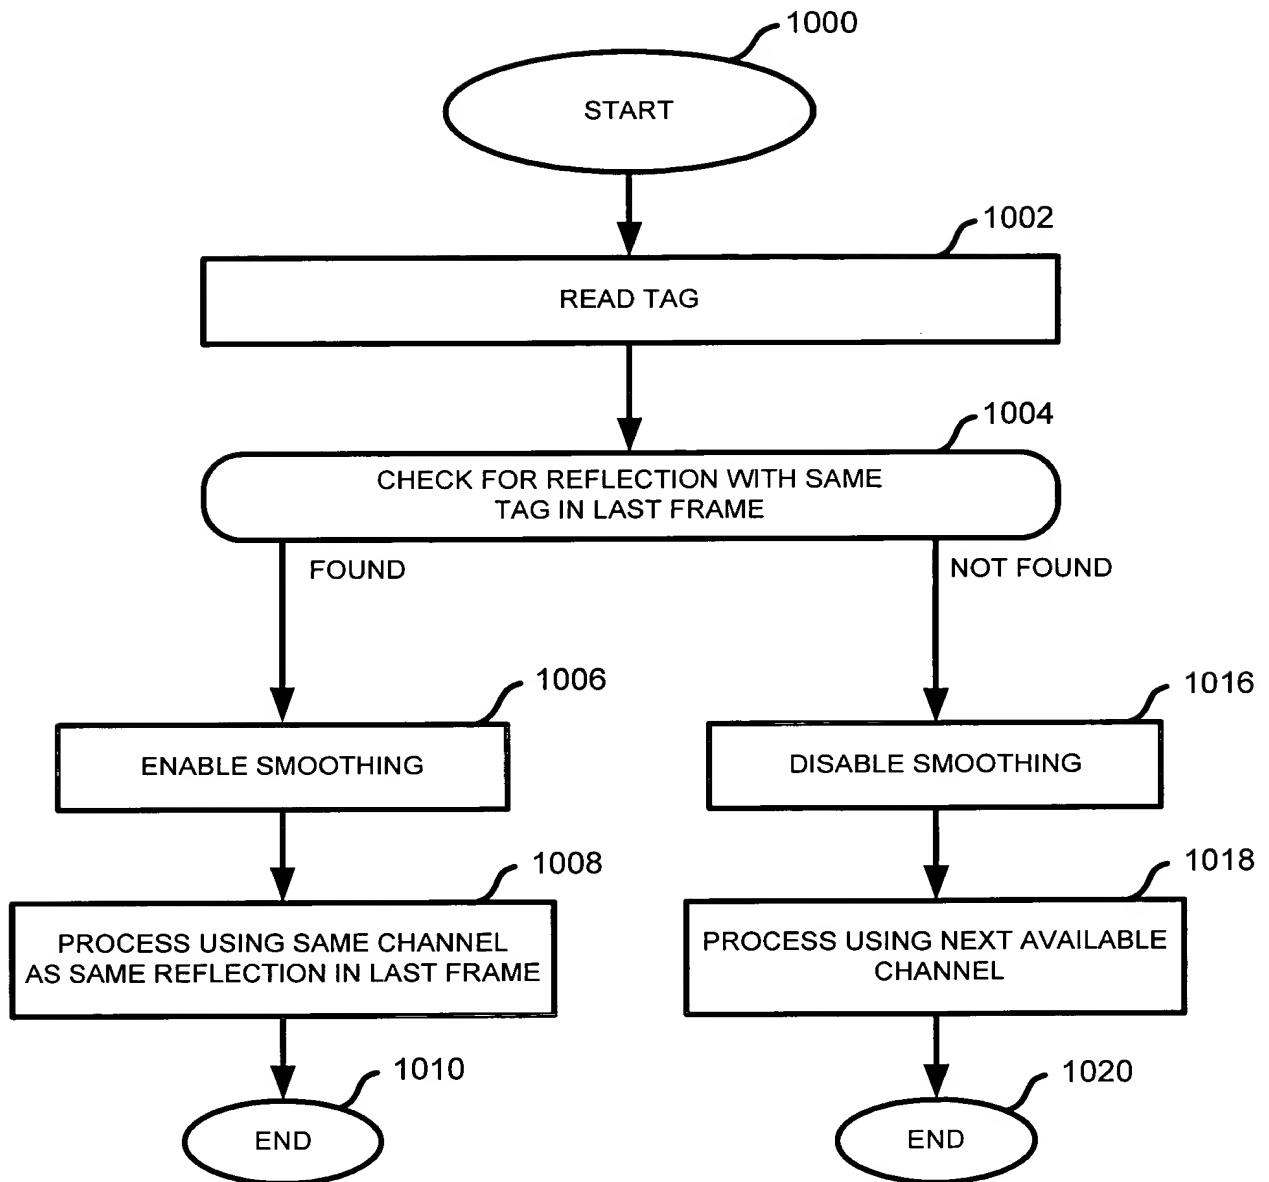 1000
START
1002
READ TAG
1004
CHECK FOR REFLECTION WITH SAME
TAG IN LAST FRAME
FOUND
NOT FOUND
1006
ENABLE SMOOTHING
1016
DISABLE SMOOTHING
1008
PROCESS USING SAME CHANNEL
AS SAME REFLECTION IN LAST FRAME
1018
PROCESS USING NEXT AVAILABLE
CHANNEL
1010
END
1020
END